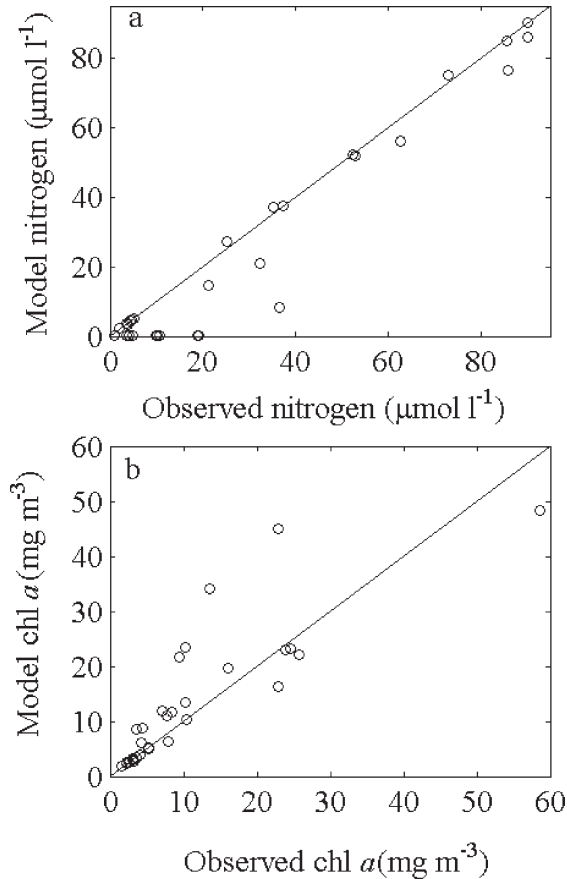 a
80
60
40
20
0
0 20 40 60 80
Model nitrogen (μmol l-1)
Observed nitrogen (μmol l-1)
b
60
50
40
30
20
10
0
0 10 20 30 40 50 60
Model chl a(mg m-3)
Observed chl a(mg m-3)